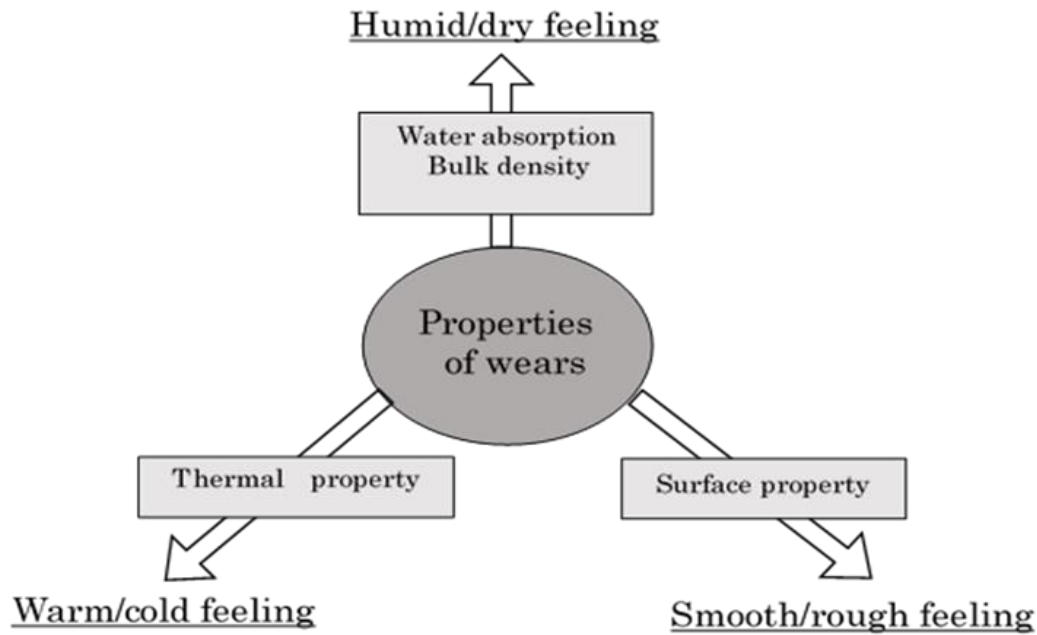 Humid/dry feeling
Water absorption
Bulk density
Properties
of wears
Thermal property
Surface property
Warm/cold feeling
Smooth/rough feeling